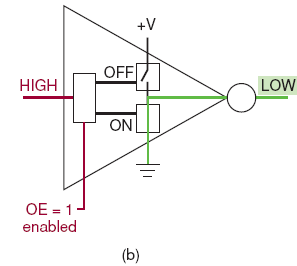 +V
OFF
HIGH
LOW
ON
OE = 1
enabled
(b)